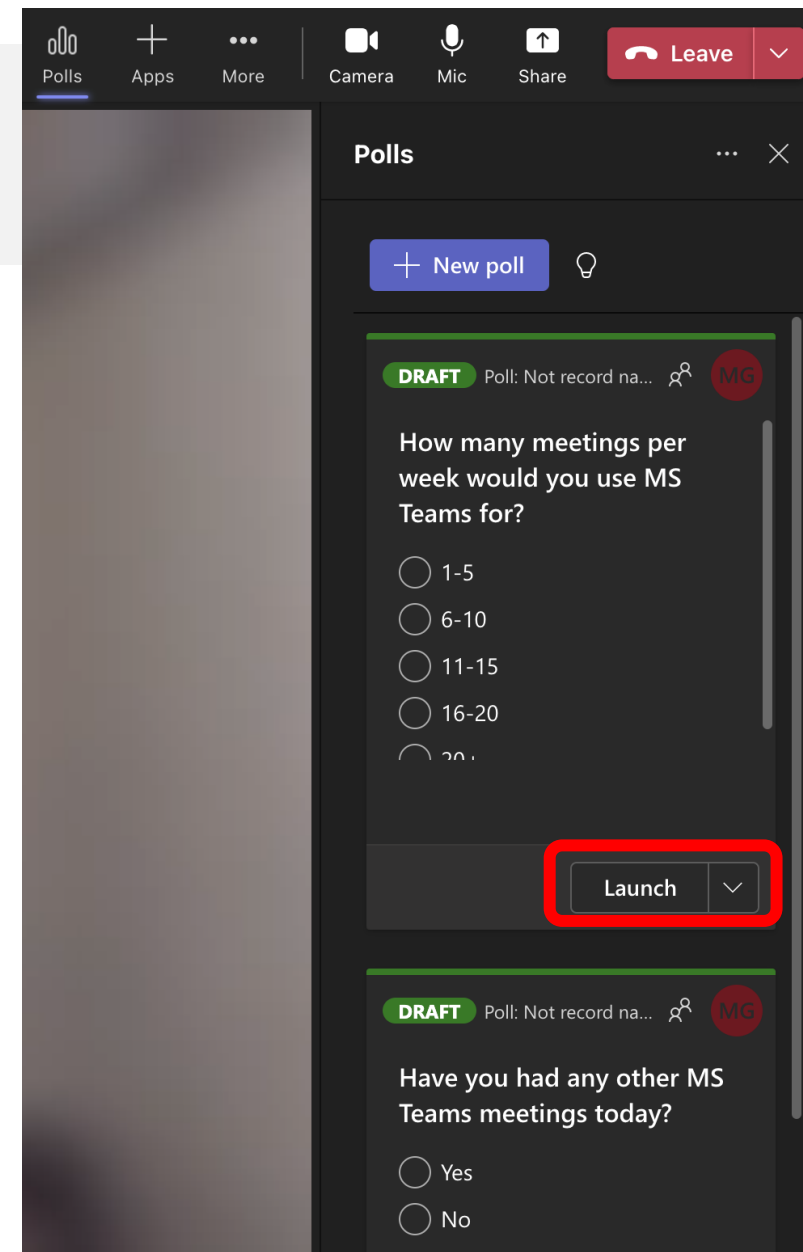 Polls Apps More Camera Mic Share Leave
Polls
New poll
DRAFT Poll: Not record na... MG
How many meetings per
week would you use MS
Teams for?
1-5
6-10
11-15
16-20
20+
Launch
DRAFT Poll: Not record na... MG
Have you had any other MS
Teams meetings today?
Yes
No